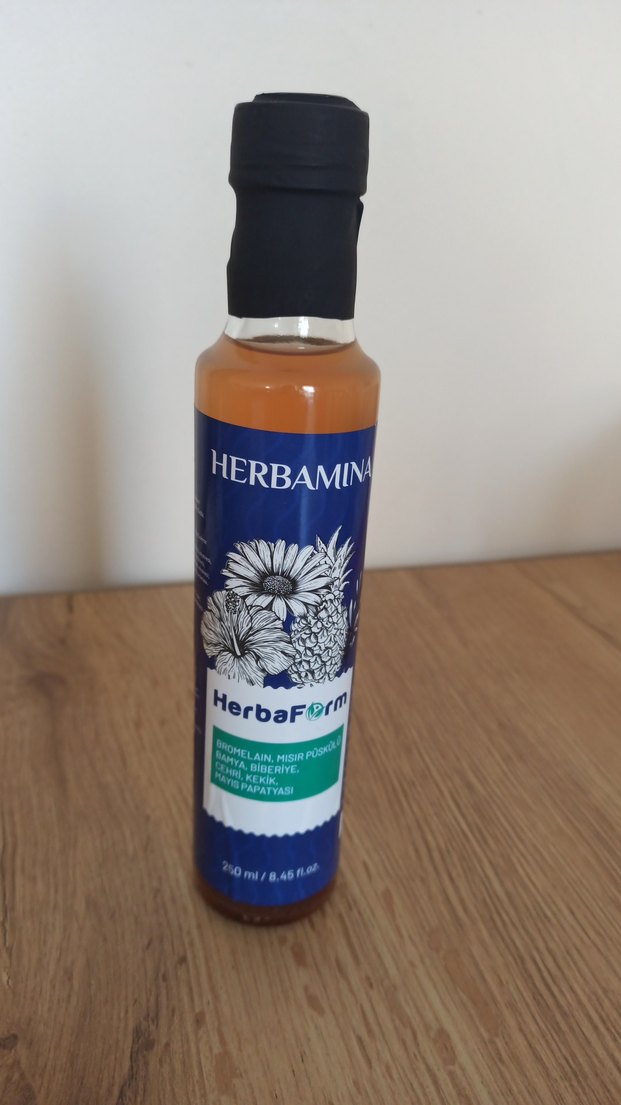 HERBAMINA
HerbaForm
BROMELAIN, MISIR PÜSKÜLÜ
BAMYA, BİBERİYE,
CEHRİ, KEKİK,
MAYIS PAPATYASI
250 ml / 8.45 fl.oz.